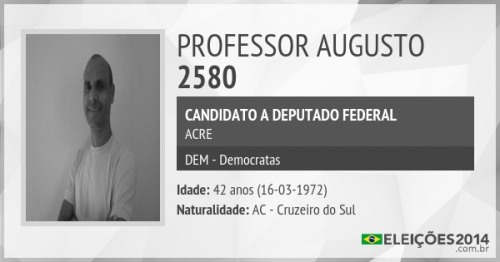 PROFESSOR AUGUSTO
2580
CANDIDATO A DEPUTADO FEDERAL
ACRE
DEM - Democratas
Idade: 42 anos (16-03-1972)
Naturalidade: AC - Cruzeiro do Sul
ELEIÇÕES2014
.com.br